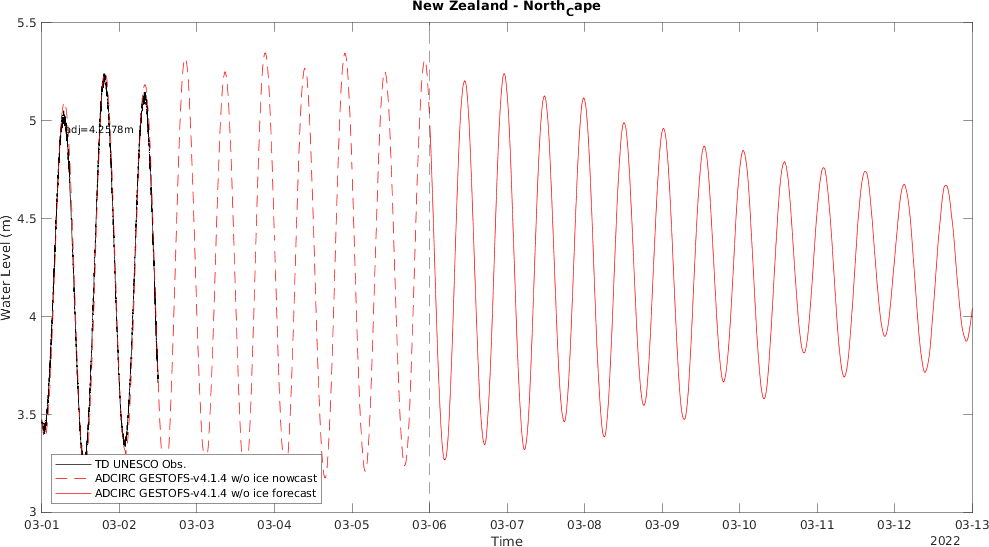 New Zealand - NorthCape
5.5
5
4.5
4
3.5
3
Water Level (m)
adj=4.2578m
TD UNESCO Obs.
ADCIRC GESTOFS-v4.1.4 w/o ice nowcast
ADCIRC GESTOFS-v4.1.4 w/o ice forecast
03-01 03-02 03-03 03-04 03-05 03-06 03-07 03-08 03-09 03-10 03-11 03-12 03-13
Time
2022